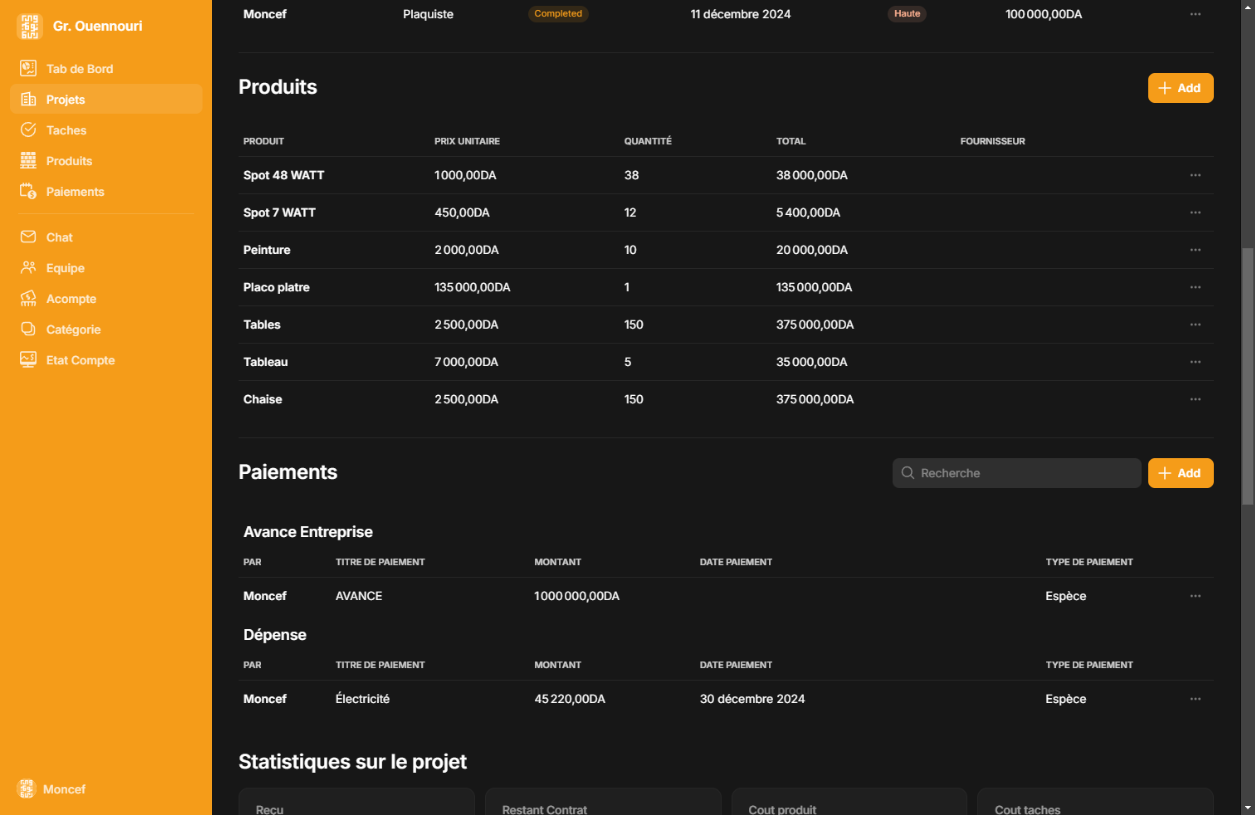 Gr. Ouennouri
Tab de Bord
Projets
Taches
Produits
Paiements
Chat
Equipe
Acompte
Catégorie
Etat Compte
Moncef
Moncef Plaquiste Completed 11 décembre 2024 Haute 100 000,00DA
Produits
Add
PRODUIT PRIX UNITAIRE QUANTITÉ TOTAL FOURNISSEUR
Spot 48 WATT 1 000,00DA 38 38 000,00DA
Spot 7 WATT 450,00DA 12 5 400,00DA
Peinture 2 000,00DA 10 20 000,00DA
Placo platre 135 000,00DA 1 135 000,00DA
Tables 2 500,00DA 150 375 000,00DA
Tableau 7 000,00DA 5 35 000,00DA
Chaise 2 500,00DA 150 375 000,00DA
Paiements
Recherche
Add
Avance Entreprise
PAR TITRE DE PAIEMENT MONTANT DATE PAIEMENT TYPE DE PAIEMENT
Moncef AVANCE 1 000 000,00DA Espèce
Dépense
PAR TITRE DE PAIEMENT MONTANT DATE PAIEMENT TYPE DE PAIEMENT
Moncef Électricité 45 220,00DA 30 décembre 2024 Espèce
Statistiques sur le projet
Reçu Restant Contrat Cout produit Cout taches